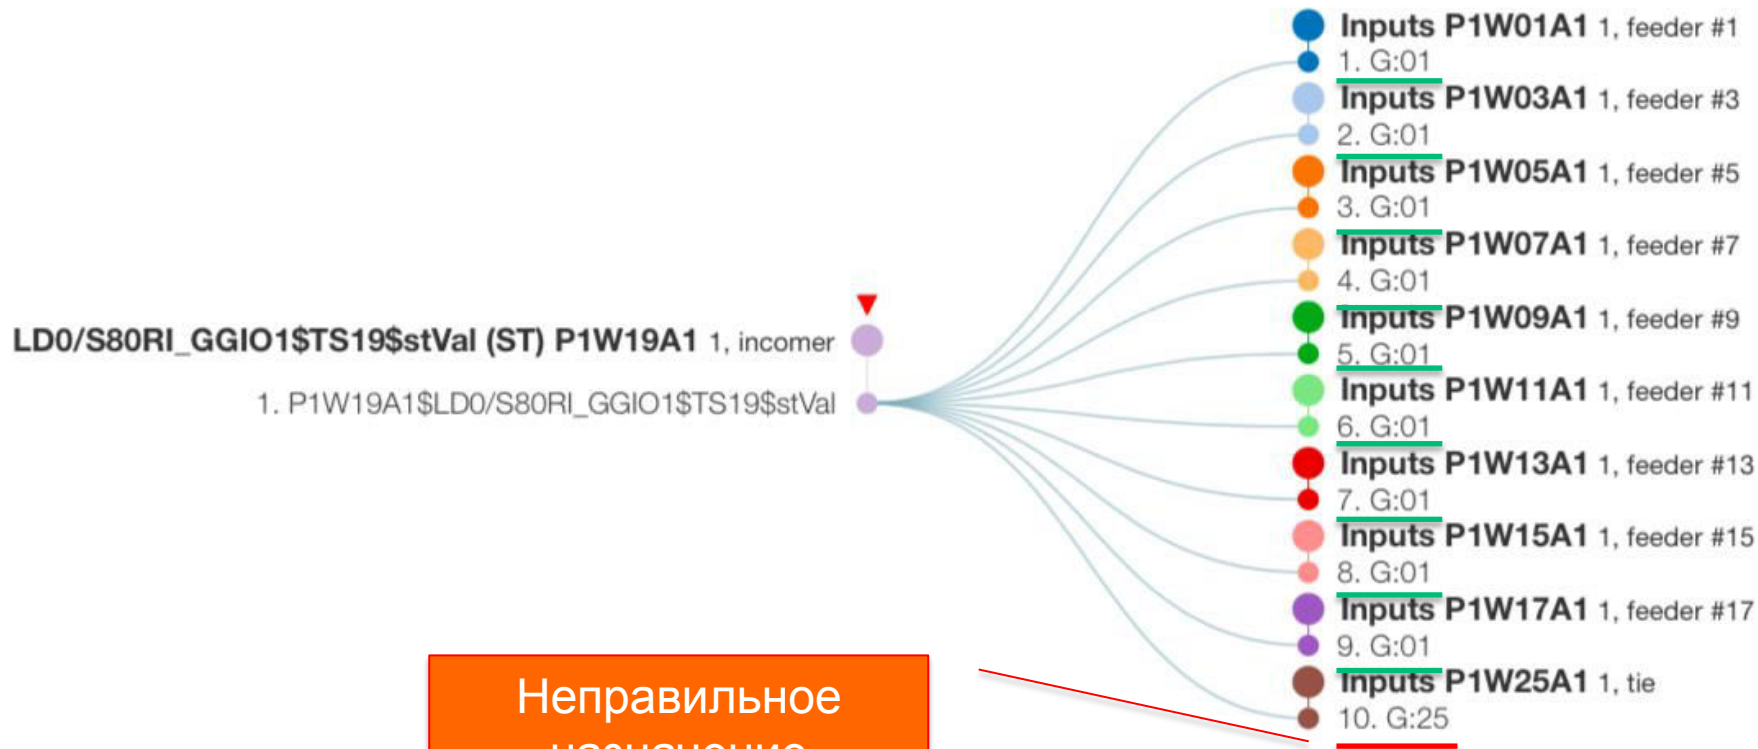 Inputs P1W01A1 1, feeder #1
1. G:01
Inputs P1W03A1 1, feeder #3
2. G:01
Inputs P1W05A1 1, feeder #5
3. G:01
Inputs P1W07A1 1, feeder #7
4. G:01
Inputs P1W09A1 1, feeder #9
5. G:01
Inputs P1W11A1 1, feeder #11
6. G:01
Inputs P1W13A1 1, feeder #13
7. G:01
Inputs P1W15A1 1, feeder #15
8. G:01
Inputs P1W17A1 1, feeder #17
9. G:01
Inputs P1W25A1 1, tie
10. G:25
LD0/S80RI_GGIO1$TS19$stVal (ST) P1W19A1 1, incomer
1. P1W19A1$LD0/S80RI_GGIO1$TS19$stVal
Неправильное
назначение